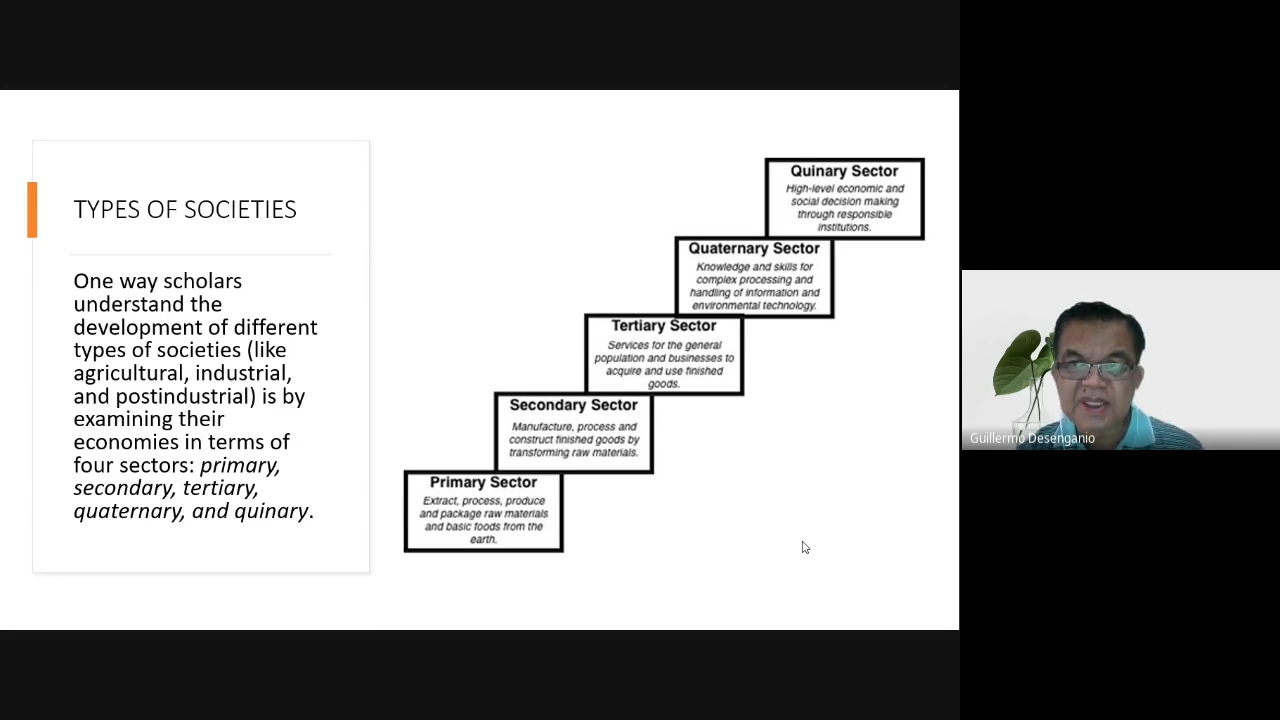 TYPES OF SOCIETIES
One way scholars
understand the
development of different
types of societies (like
agricultural, industrial,
and postindustrial) is by
examining their
economies in terms of
four sectors: primary,
secondary, tertiary,
quaternary, and quinary.
Quinary Sector
High-level economic and
social decision making
through responsible
institutions.
Quaternary Sector
Knowledge and skills for
complex processing and
handling of information and
environmental technology.
Tertiary Sector
Services for the general
population and businesses to
acquire and use finished
goods.
Secondary Sector
Manufacture, process and
construct finished goods by
transforming raw materials.
Primary Sector
Extract, process, produce
and package raw materials
and basic foods from the
earth.
Guillermo Desenganio